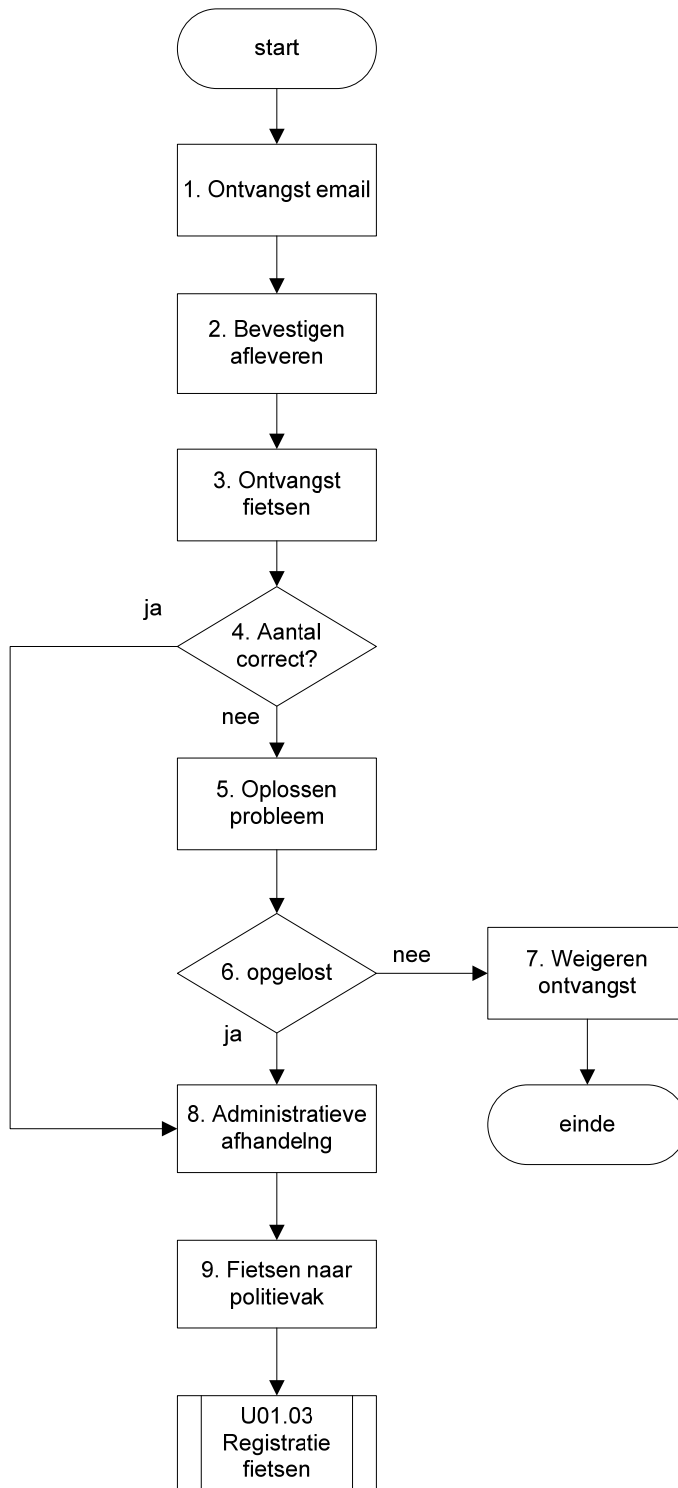 start
1. Ontvangst email
2. Bevestigen
afleveren
3. Ontvangst
fietsen
ja
4. Aantal
correct?
nee
5. Oplossen
probleem
6. opgelost
nee
7. Weigeren
ontvangst
ja
8. Administratieve
afhandelng
einde
9. Fietsen naar
politievak
U01.03
Registratie
fietsen